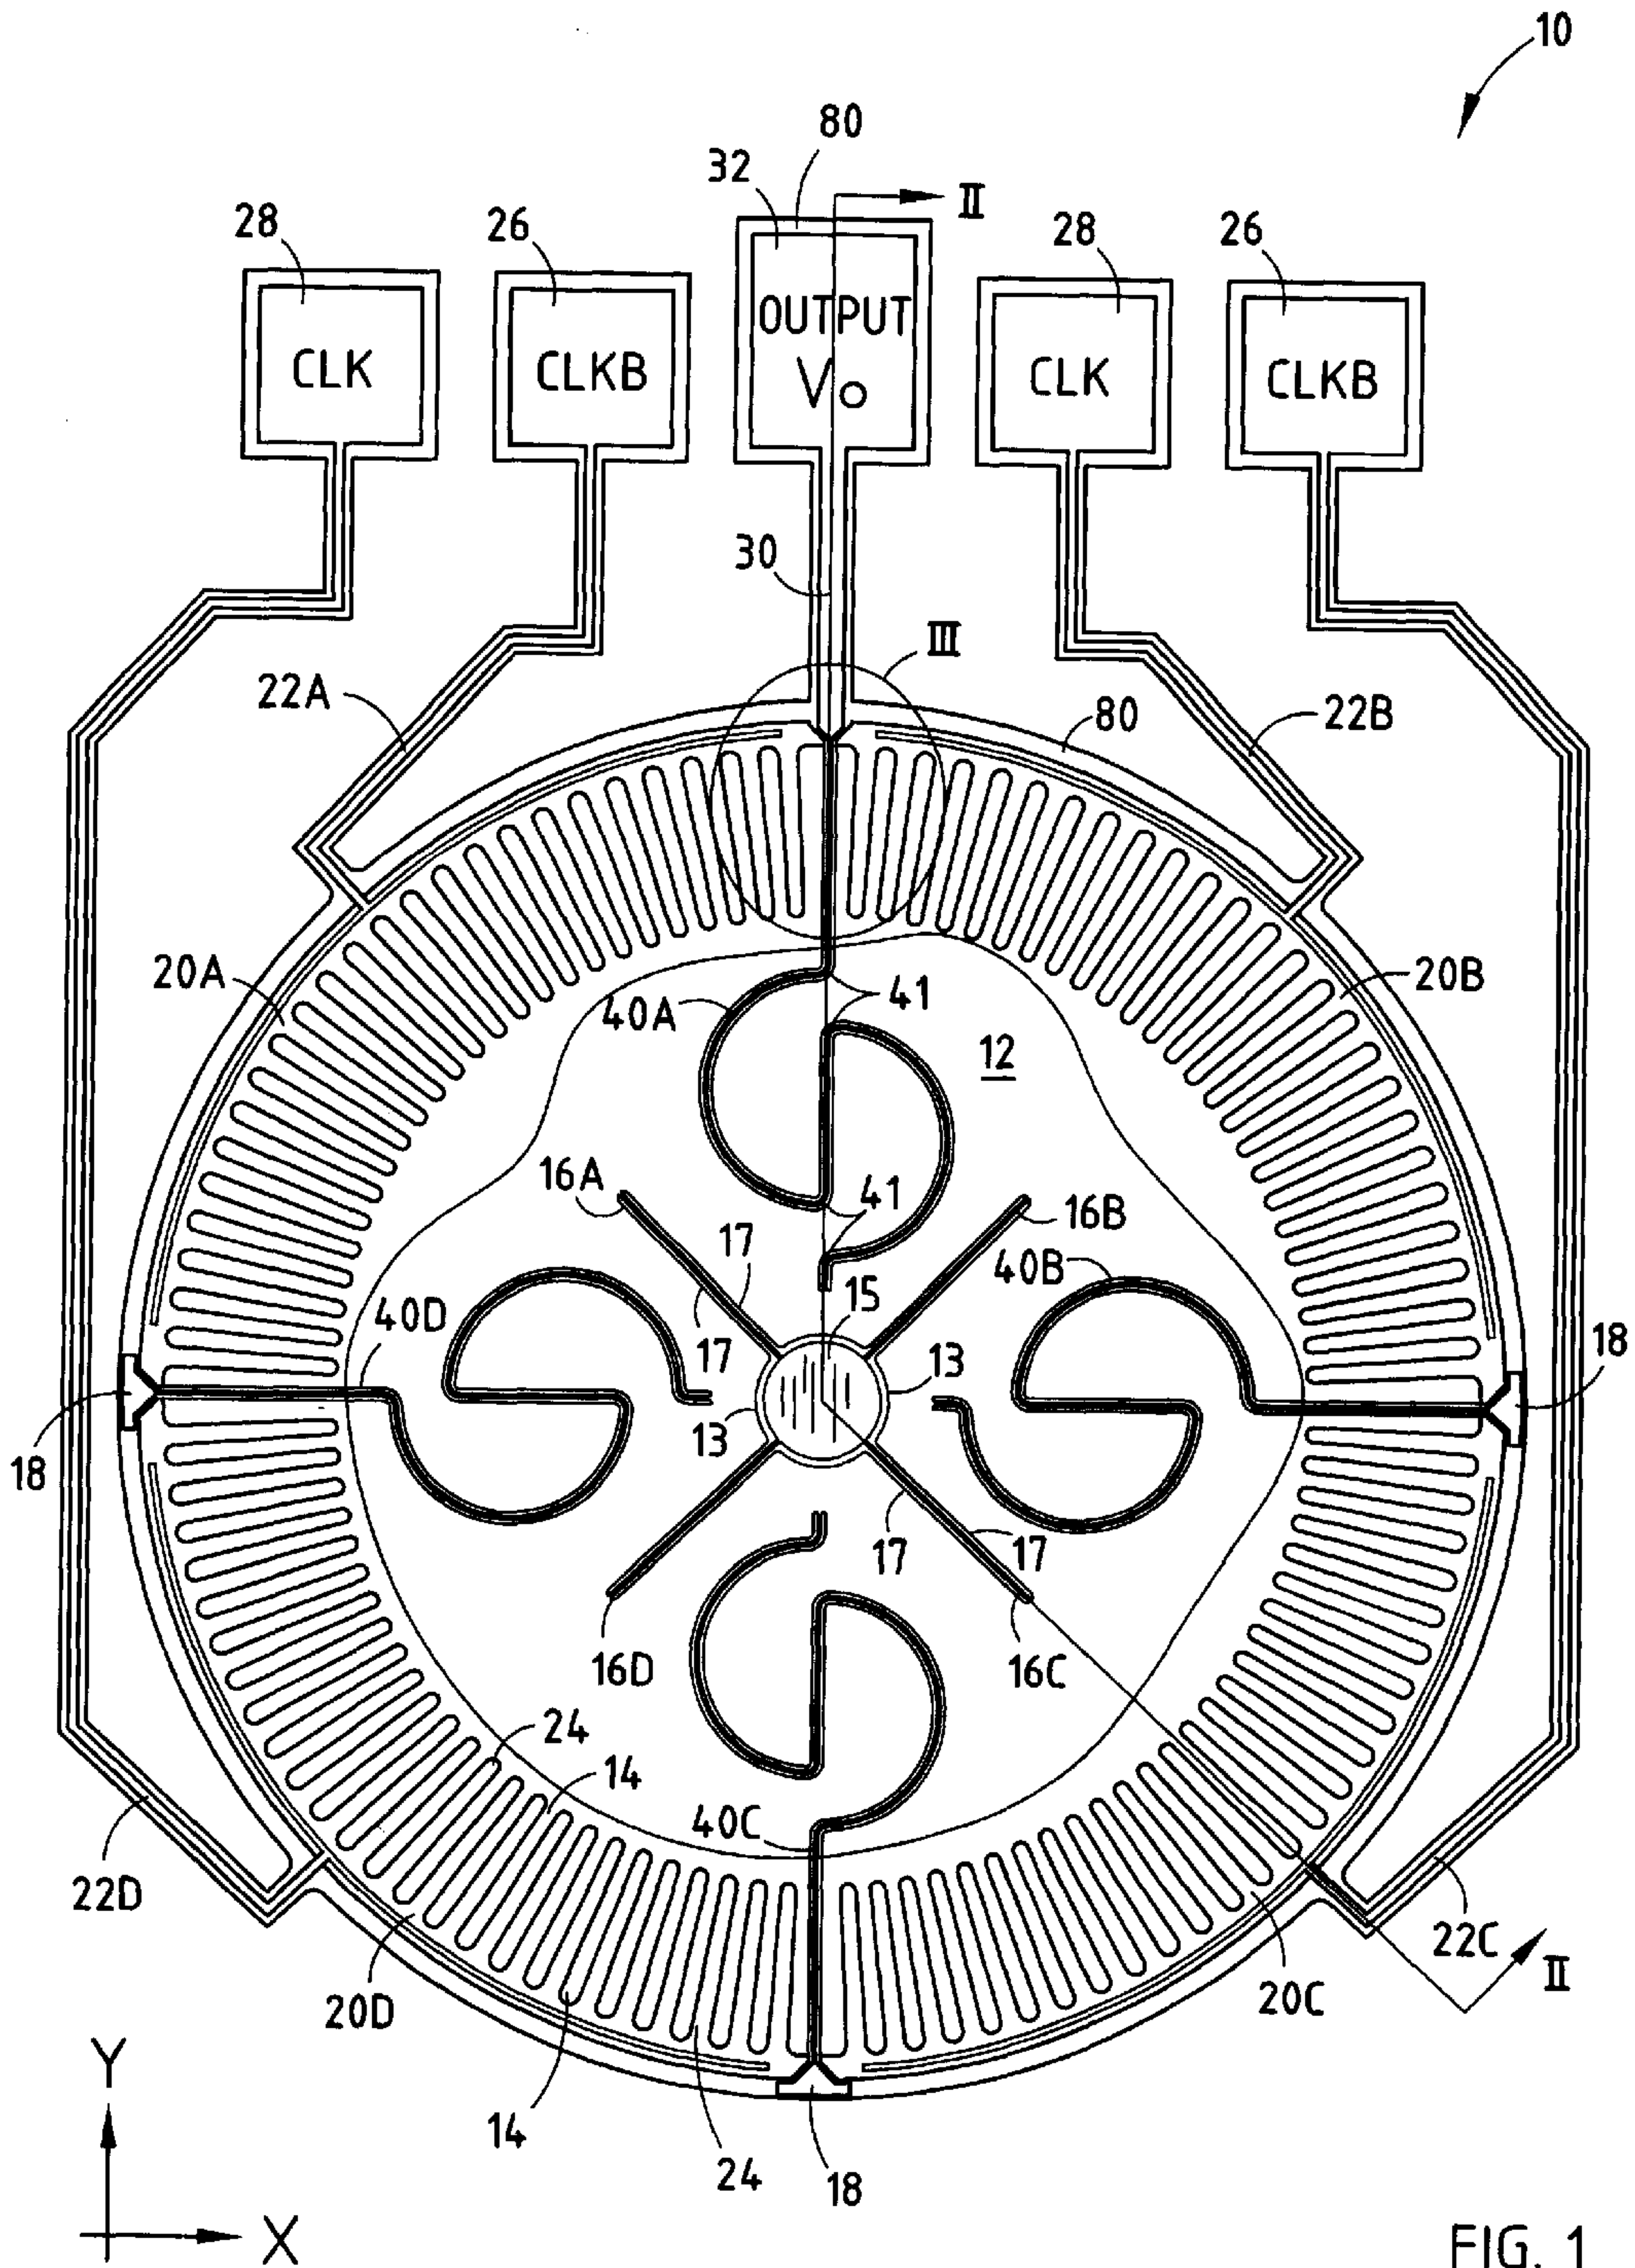 10
80
32
II
28
26
28
26
CLK
CLKB
OUTPUT
Vo
CLK
CLKB
30
III
22A
80
22B
20A
20B
40A
41
12
16A
41
16B
17
40B
15
40D
17
13
18
13
18
17
17
16D
16C
24
14
40C
22D
22C
II
20D
20C
Y
14
24
18
X
FIG. 1